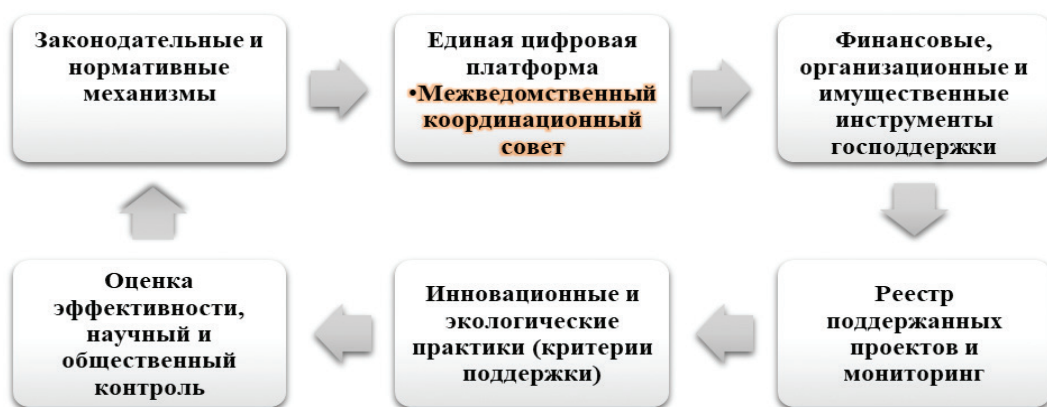 Законодательные и
нормативные
механизмы
Единая цифровая
платформа
•Межведомственный
координационный
совет
Финансовые,
организационные и
имущественные
инструменты
господдержки
Реестр
поддержанных
проектов и
мониторинг
Инновационные и
экологические
практики (критерии
поддержки)
Оценка
эффективности,
научный и
общественный
контроль